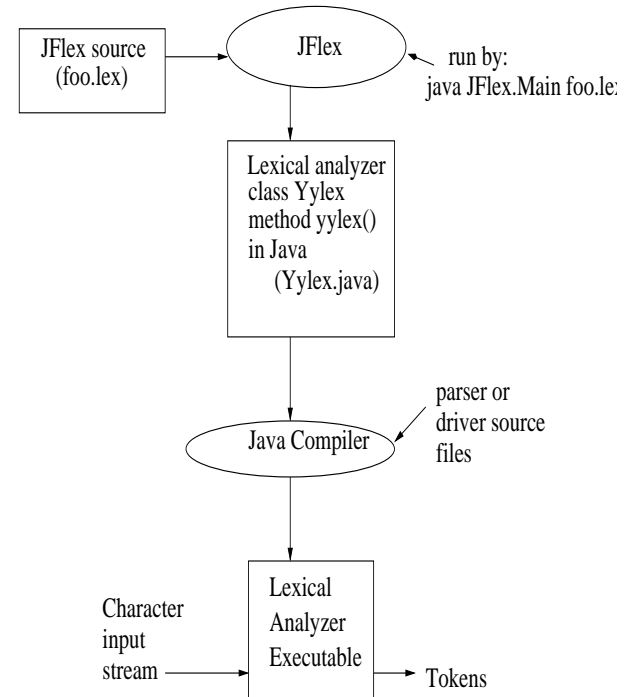 JFlex source
(foo.lex)
JFlex
run by:
java JFlex.Main foo.lex
Lexical analyzer
class Yylex
method yylex()
in Java
(Yylex.java)
parser or
driver source
files
Java Compiler
Character
input
stream
Lexical
Analyzer
Executable
Tokens